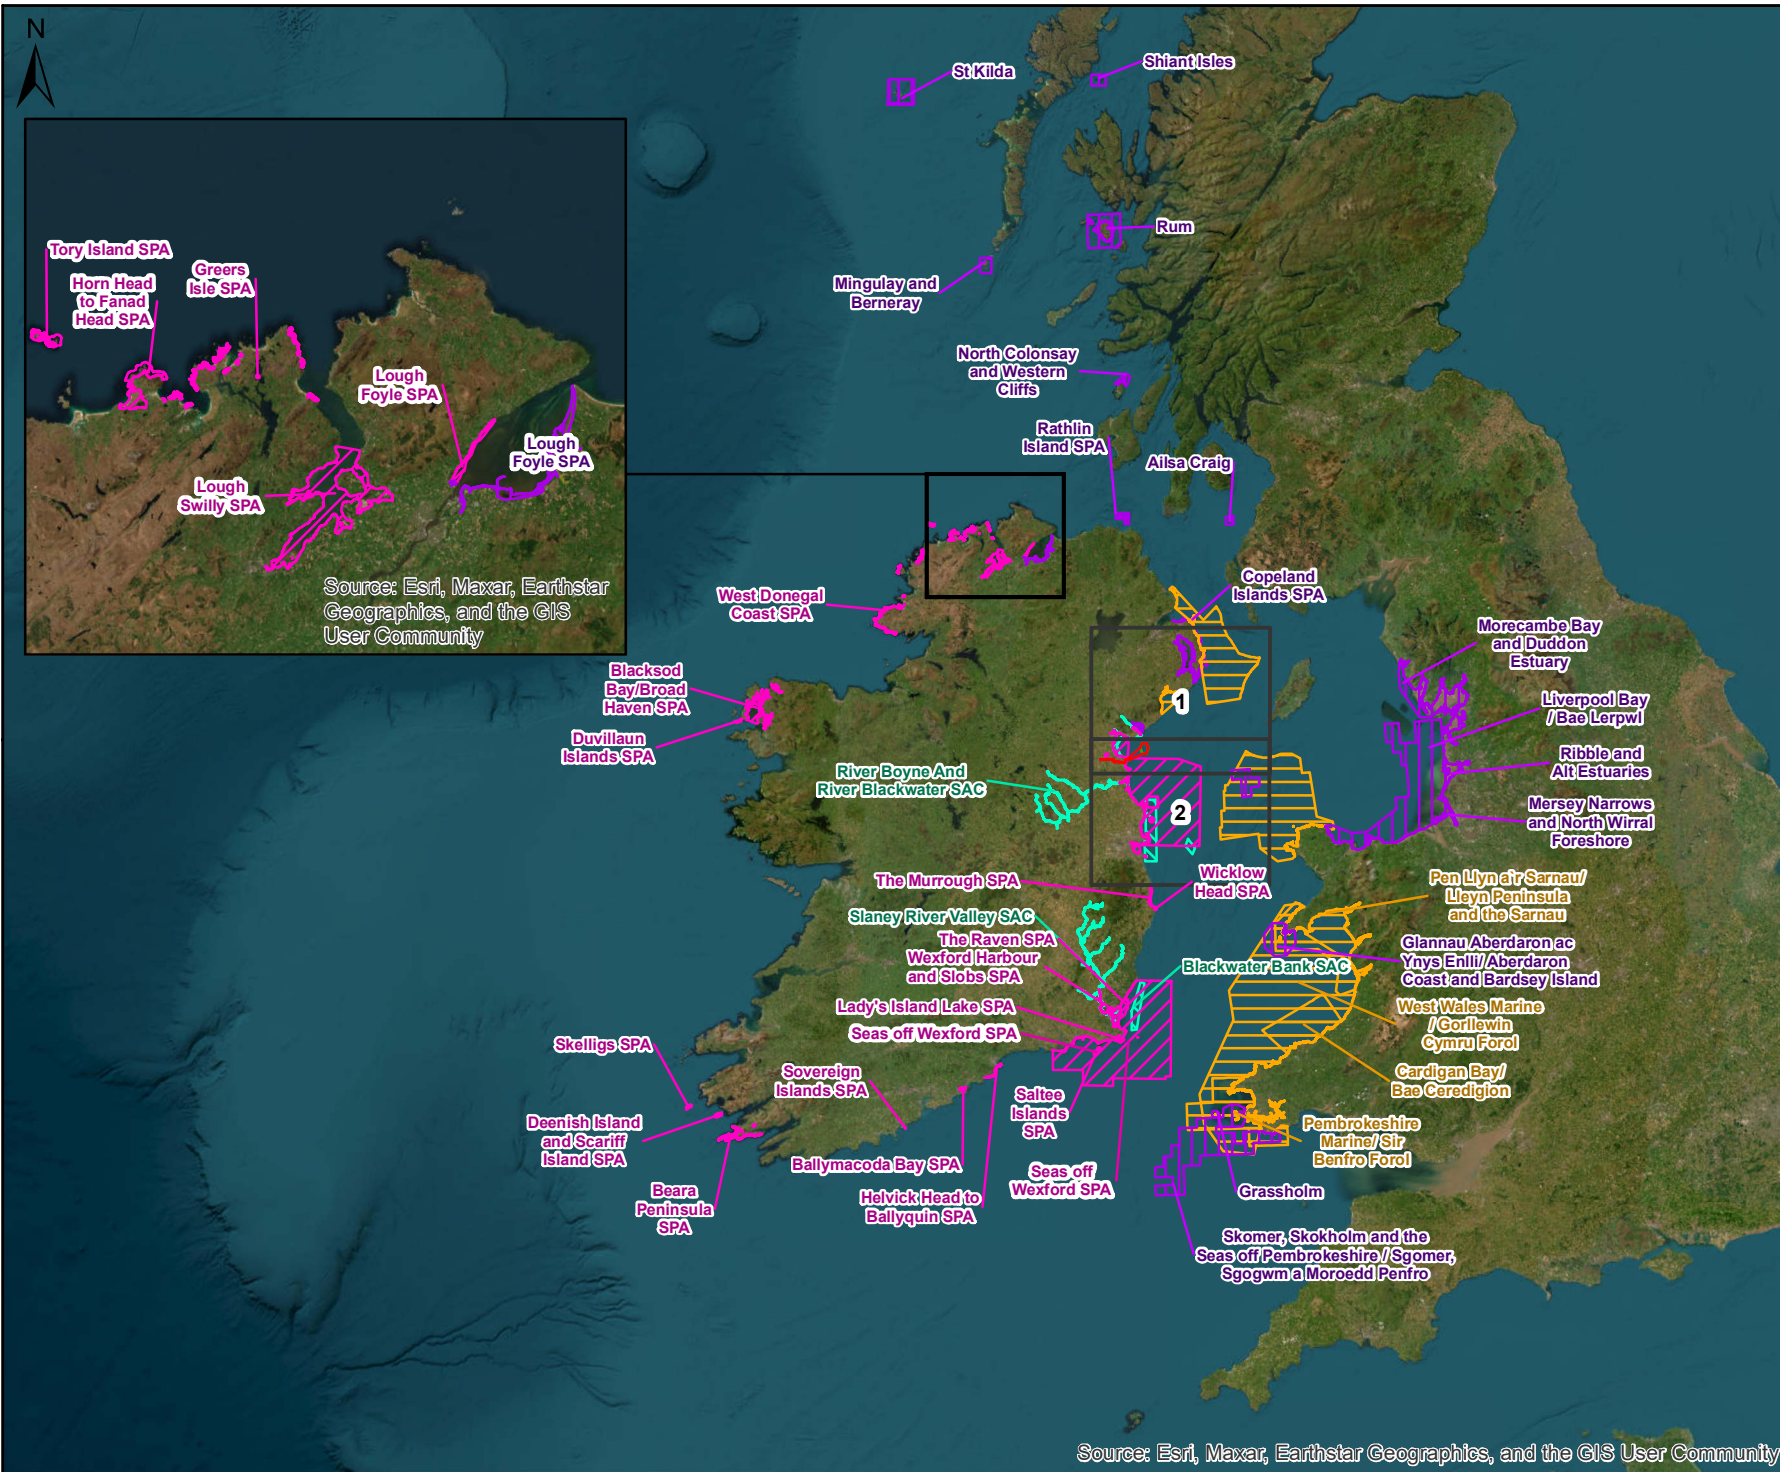 N
St Kilda
Shiant Isles
Rum
Mingulay and
Berneray
North Colonsay
and Western
Cliffs
Rathlin
Island SPA
Ailsa Craig
Tory Island SPA
Horn Head
to Fanad
Head SPA
Greers
Isle SPA
Lough
Foyle SPA
Lough
Foyle SPA
Lough
Swilly SPA
Source: Esri, Maxar, Earthstar
Geographics, and the GIS
User Community
West Donegal
Coast SPA
Copeland
Islands SPA
Morecambe Bay
and Duddon
Estuary
Blacksod
Bay/Broad
Haven SPA
Duvillaun
Islands SPA
1
Liverpool Bay
/ Bae Lerpwl
Ribble and
Alt Estuaries
River Boyne And
River Blackwater SAC
2
Mersey Narrows
and North Wirral
Foreshore
The Murrough SPA
Wicklow
Head SPA
Pen Llyn a'r Sarnau/
Lleyn Peninsula
and the Sarnau
Slaney River Valley SAC
The Raven SPA
Wexford Harbour
and Slobs SPA
Blackwater Bank SAC
Glannau Aberdaron ac
Ynys Enlli/ Aberdaron
Coast and Bardsey Island
Lady's Island Lake SPA
Seas off Wexford SPA
West Wales Marine
/ Gorllewin
Cymru Forol
Skelligs SPA
Sovereign
Islands SPA
Saltee
Islands
SPA
Cardigan Bay/
Bae Ceredigion
Deenish Island
and Scariff
Island SPA
Pembrokeshire
Marine/ Sir
Benfro Forol
Ballymacoda Bay SPA
Seas off
Wexford SPA
Beara
Peninsula
SPA
Helvick Head to
Ballyquin SPA
Grassholm
Skomer, Skokholm and the
Seas off Pembrokeshire / Sgomer,
Sgogwm a Moroedd Penfro
Source: Esri, Maxar, Earthstar Geographics, and the GIS User Community